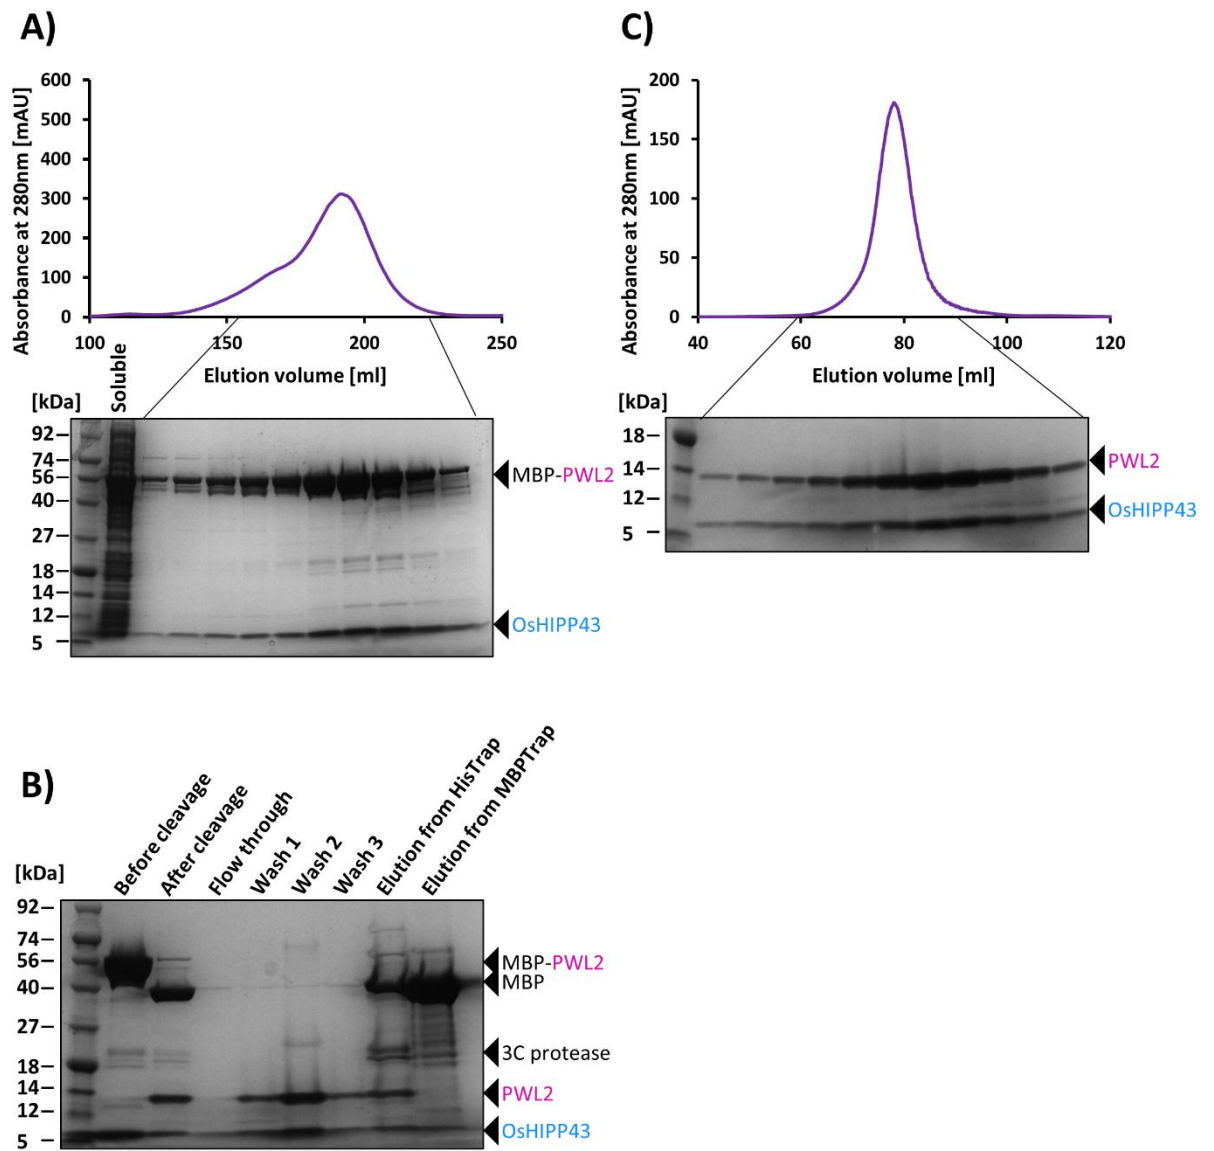 A)
600
500
400
300
200
100
0
Absorbance at 280nm [mAU]
100 150 200 250
Elution volume [ml]
[kDa]
Soluble
92
74
56
40
27
18
14
12
5
MBP-PWL2
OsHIPP43
C)
200
150
100
50
0
Absorbance at 280nm [mAU]
40 60 80 100 120
Elution volume [ml]
[kDa]
18
14
12
5
PWL2
OsHIPP43
B)
Before cleavage
After cleavage
Flow through
Wash 1
Wash 2
Wash 3
Elution from HisTrap
Elution from MBPTrap
[kDa]
92
74
56
40
27
18
14
12
5
MBP-PWL2
MBP
3C protease
PWL2
OsHIPP43